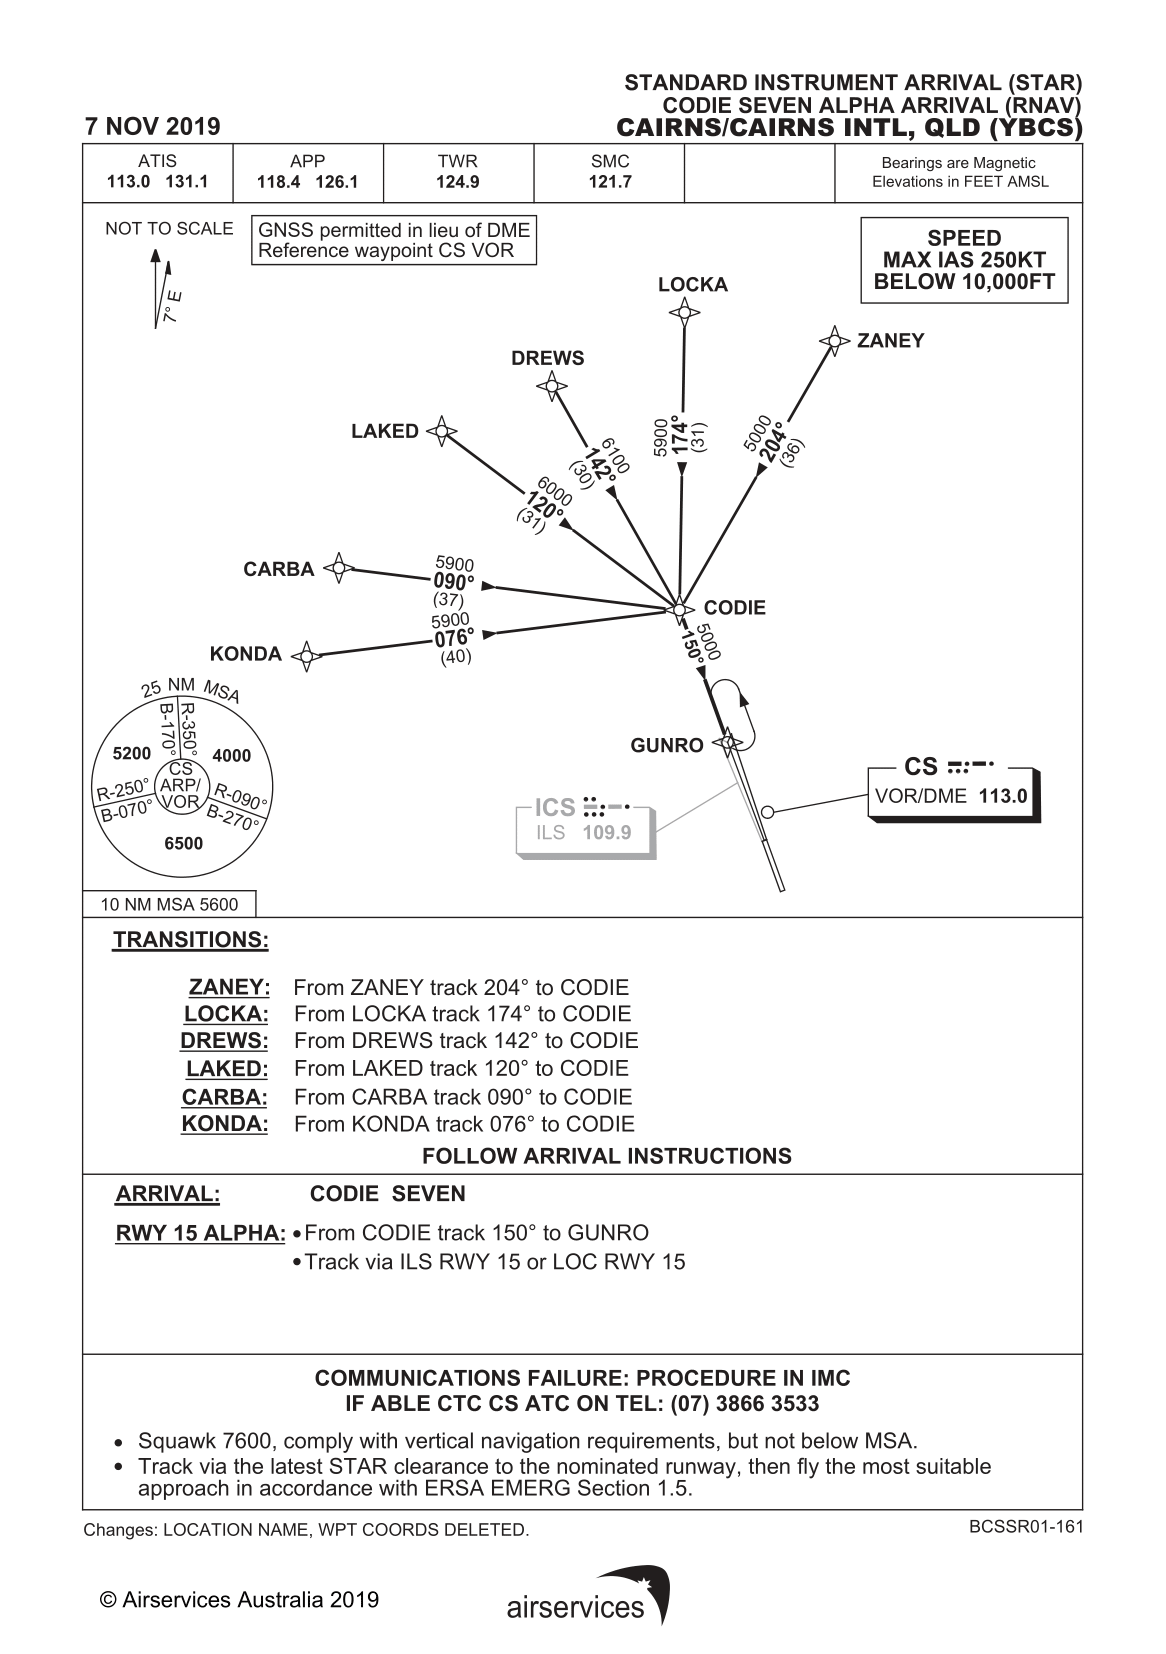 STANDARD INSTRUMENT ARRIVAL (STAR)
CODIE SEVEN ALPHA ARRIVAL (RNAV)
7 NOV 2019
CAIRNS/CAIRNS INTL, QLD (YBCS)
ATIS
113.0 131.1
APP
118.4 126.1
TWR
124.9
SMC
121.7
Bearings are Magnetic
Elevations in FEET AMSL
NOT TO SCALE
GNSS permitted in lieu of DME
Reference waypoint CS VOR
SPEED
MAX IAS 250KT
BELOW 10,000FT
7° E
LOCKA
ZANEY
DREWS
LAKED
5900
174°
(31)
5000
204°
(36)
6100
142°
(30)
6000
120°
(31)
CARBA
5900
090°
(37)
5900
076°
(40)
KONDA
CODIE
5000
150°
GUNRO
25 NM MSA
B-170°
R-350°
5200
4000
CS
ARP/
VOR
R-250°
B-070°
R-090°
B-270°
6500
10 NM MSA 5600
ICS
ILS 109.9
CS
VOR/DME 113.0
TRANSITIONS:
ZANEY: From ZANEY track 204° to CODIE
LOCKA: From LOCKA track 174° to CODIE
DREWS: From DREWS track 142° to CODIE
LAKED: From LAKED track 120° to CODIE
CARBA: From CARBA track 090° to CODIE
KONDA: From KONDA track 076° to CODIE
FOLLOW ARRIVAL INSTRUCTIONS
ARRIVAL: CODIE SEVEN
RWY 15 ALPHA: • From CODIE track 150° to GUNRO
• Track via ILS RWY 15 or LOC RWY 15
COMMUNICATIONS FAILURE: PROCEDURE IN IMC
IF ABLE CTC CS ATC ON TEL: (07) 3866 3533
• Squawk 7600, comply with vertical navigation requirements, but not below MSA.
• Track via the latest STAR clearance to the nominated runway, then fly the most suitable
approach in accordance with ERSA EMERG Section 1.5.
Changes: LOCATION NAME, WPT COORDS DELETED.
BCSSR01-161
© Airservices Australia 2019
airservices